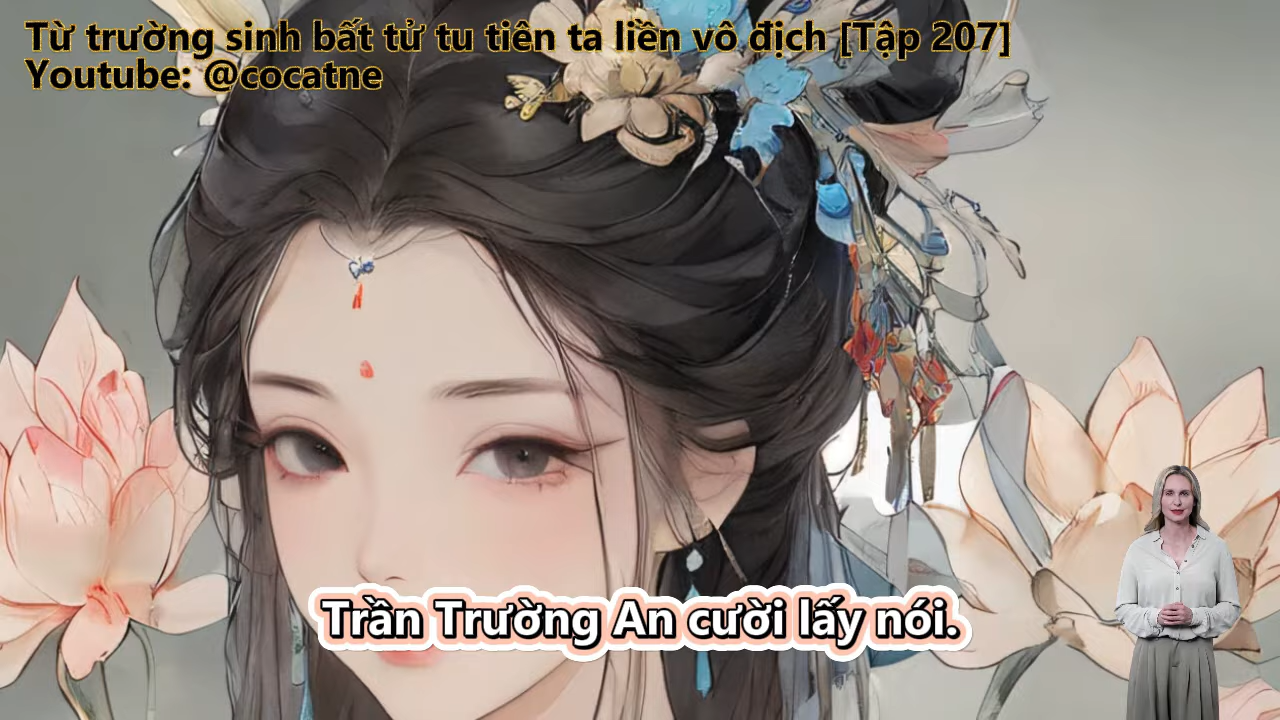 Từ trường sinh bất tử tu tiên ta liền vô địch [Tập 207]
Youtube: @cocatne
Trần Trường An cười lấy nói.